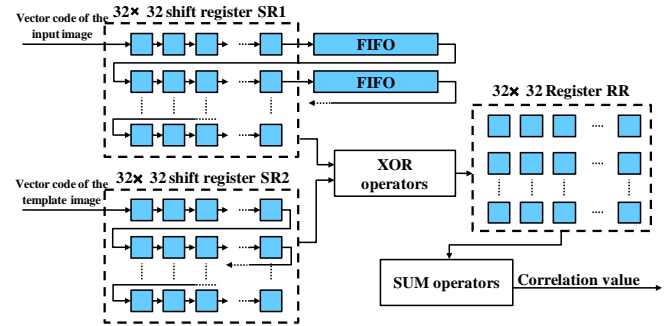 32× 32 shift register SR1
Vector code of the
input image
FIFO
FIFO
32× 32 Register RR
XOR
operators
32× 32 shift register SR2
Vector code of the
template image
SUM operators
Correlation value